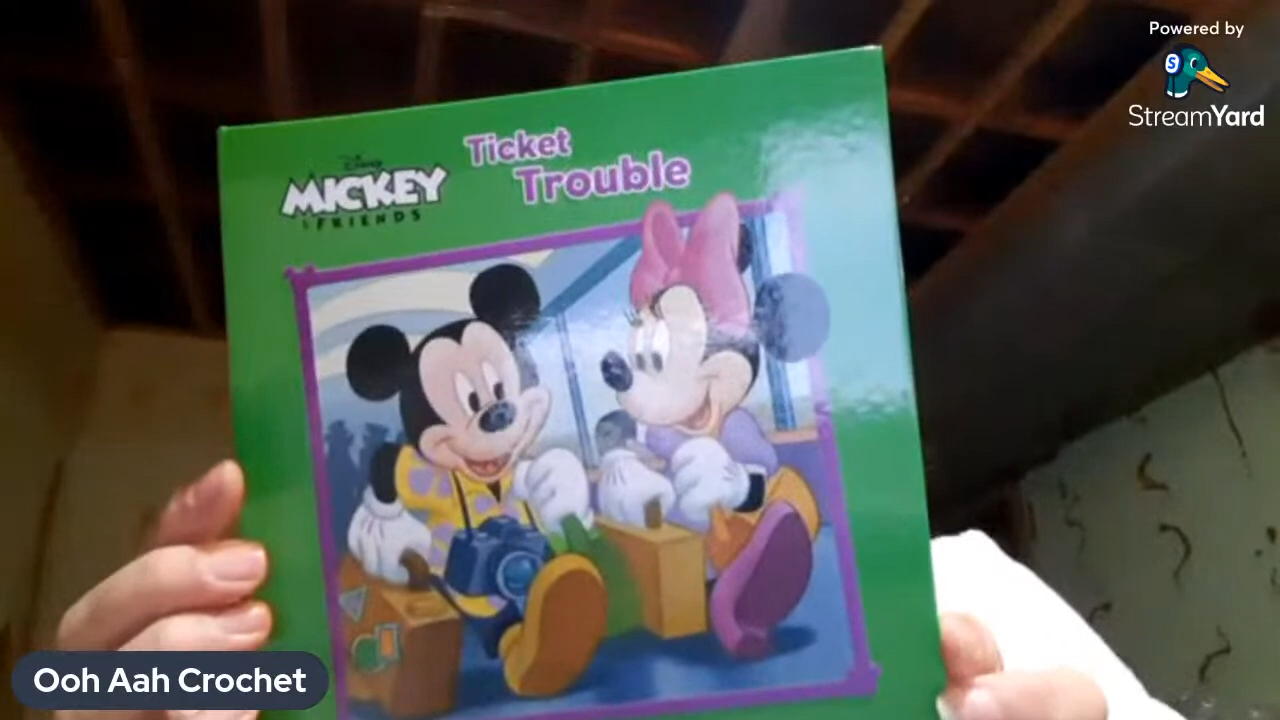 Powered by
StreamYard
Ticket
Trouble
Disney
MICKEY
& FRIENDS
Ooh Aah Crochet